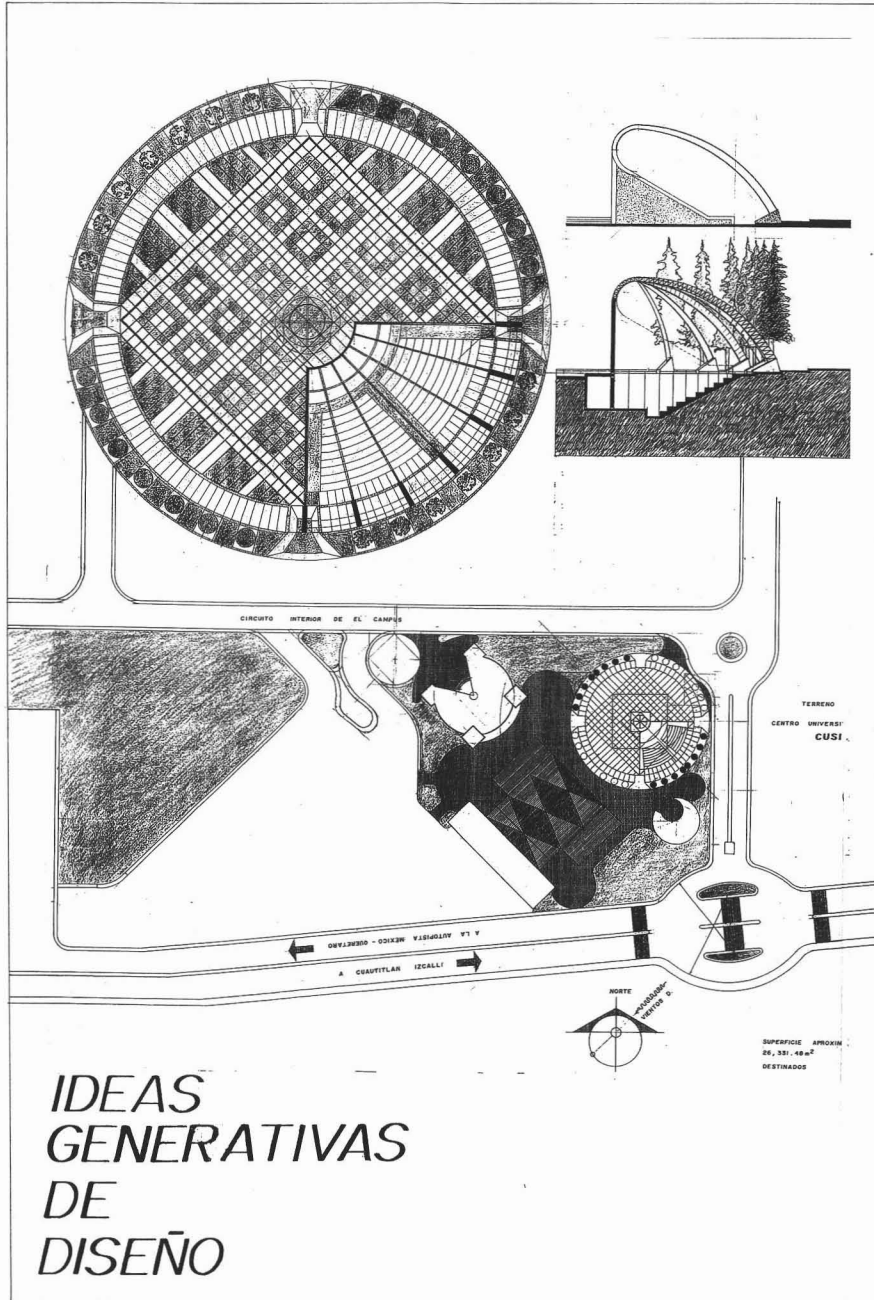 CIRCUITO INTERIOR DE EL CAMPUS
TERRENO
CENTRO UNIVERSI
CUSI
A LA AUTOPISTA MEXICO - QUERETARO
A CUAUTITLAN IZCALLI
NORTE
VIENTOS D.
SUPERFICIE APROXIM
26,331.48 m²
DESTINADOS
IDEAS
GENERATIVAS
DE
DISEÑO